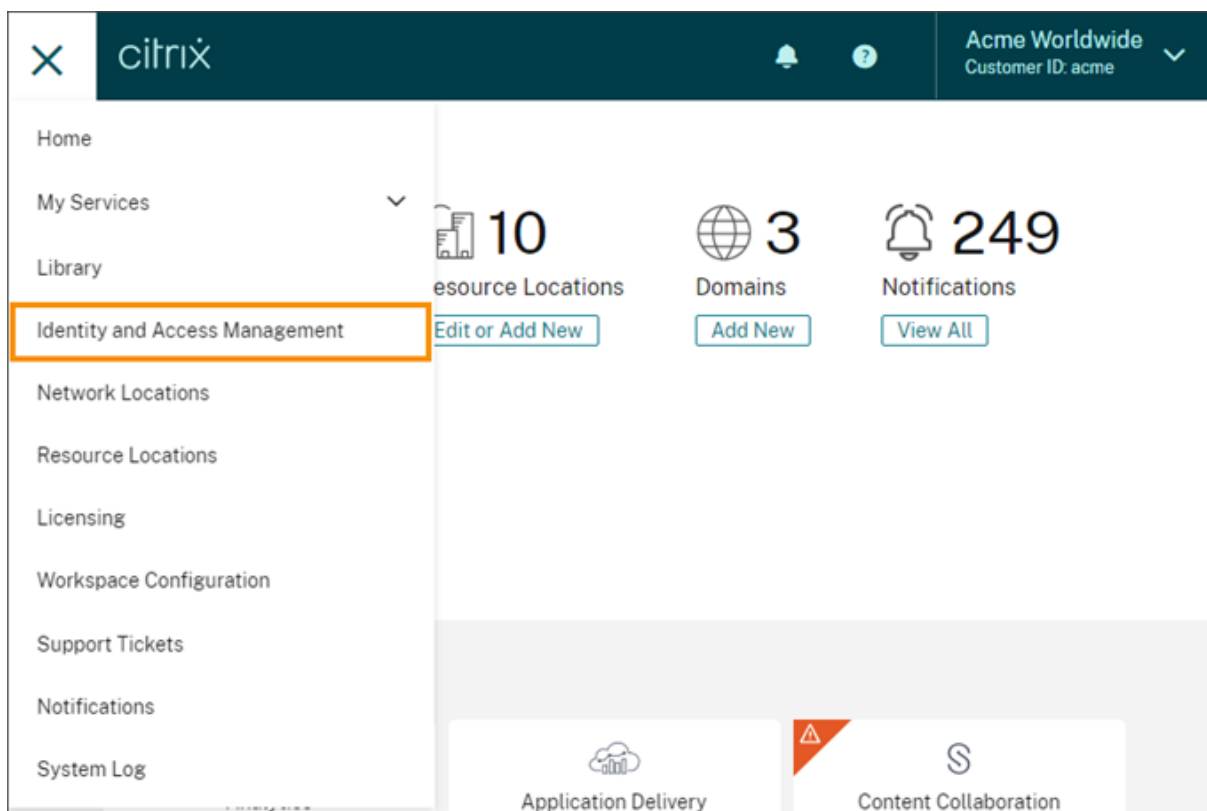 citrix
?
Acme Worldwide
Customer ID: acme
Home
My Services
Library
Identity and Access Management
Network Locations
Resource Locations
Licensing
Workspace Configuration
Support Tickets
Notifications
System Log
10
esource Locations
Edit or Add New
3
Domains
Add New
249
Notifications
View All
Application Delivery
Content Collaboration